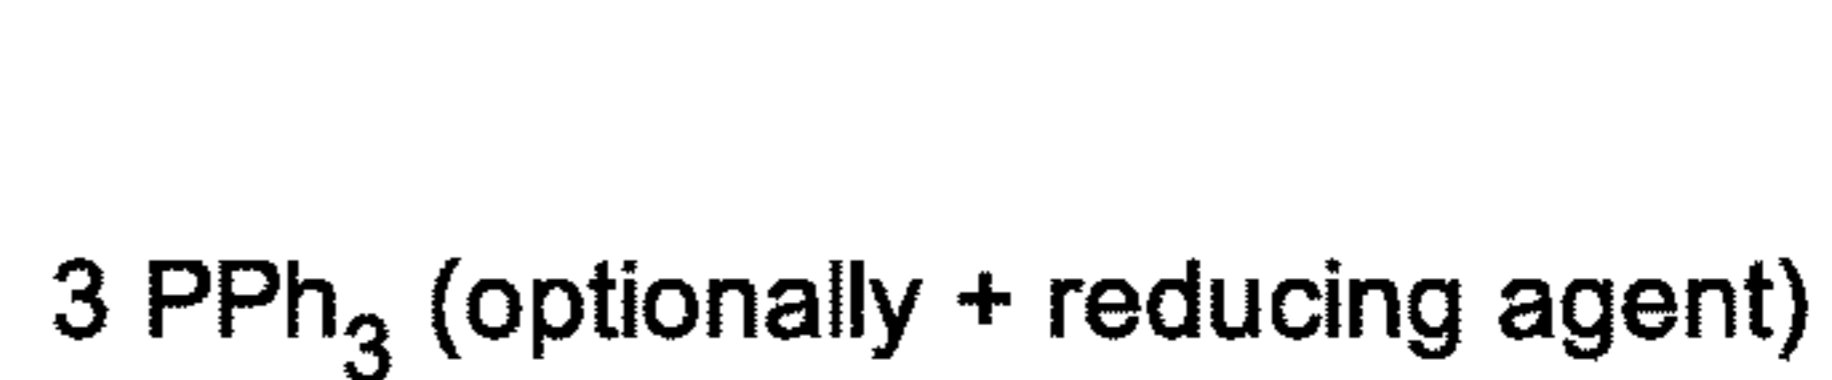 3 PPh₃ (optionally + reducing agent)